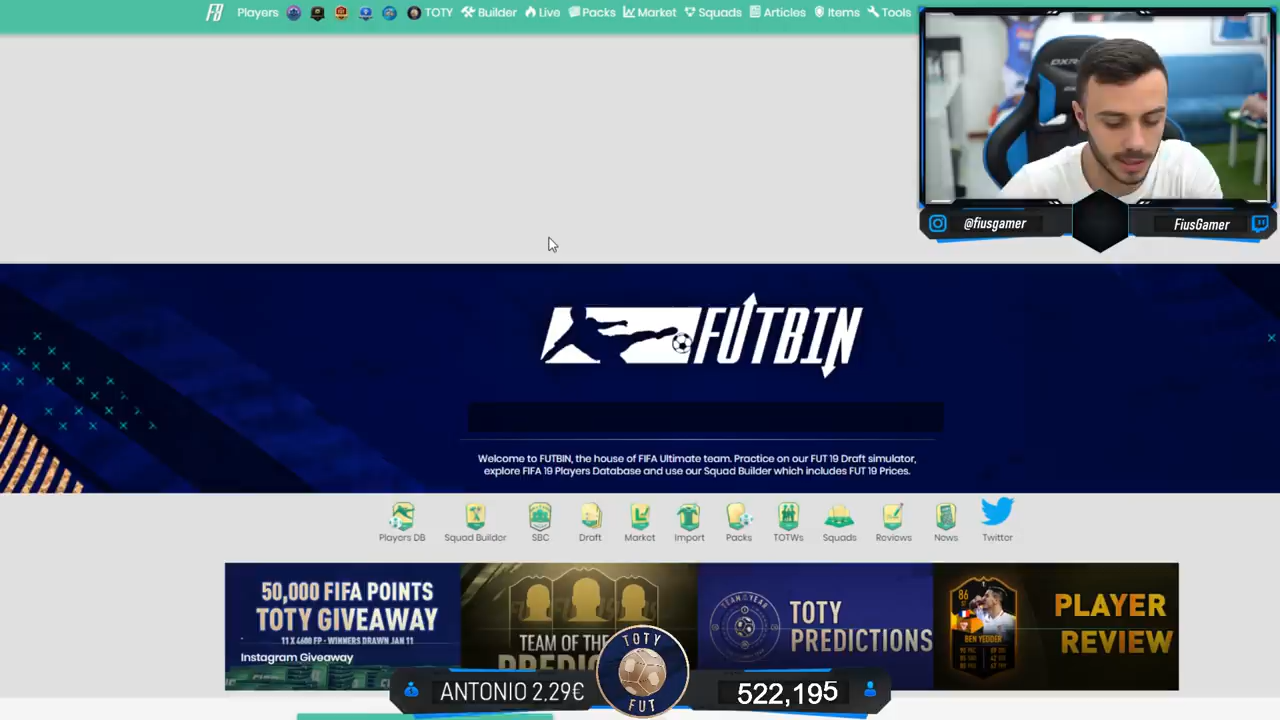 F8 Players TOTY Builder Live Packs Market Squads Articles Items Tools
@fiusgamer FiusGamer
FUTBIN
Welcome to FUTBIN, the house of FIFA Ultimate team. Practice on our FUT 19 Draft simulator,
explore FIFA 19 Players Database and use our Squad Builder which includes FUT 19 Prices.
Players DB Squad Builder SBC Draft Market Import Packs TOTWs Squads Reviews News Twitter
50,000 FIFA POINTS
TOTY GIVEAWAY
11 X 4600 FP - WINNERS DRAWN JAN 11
Instagram Giveaway
TEAM OF THE
TOTY
PREDICTIONS
86
BEN YEDDER
PLAYER
REVIEW
ANTONIO 2.29€
TOTY
FUT
522,195